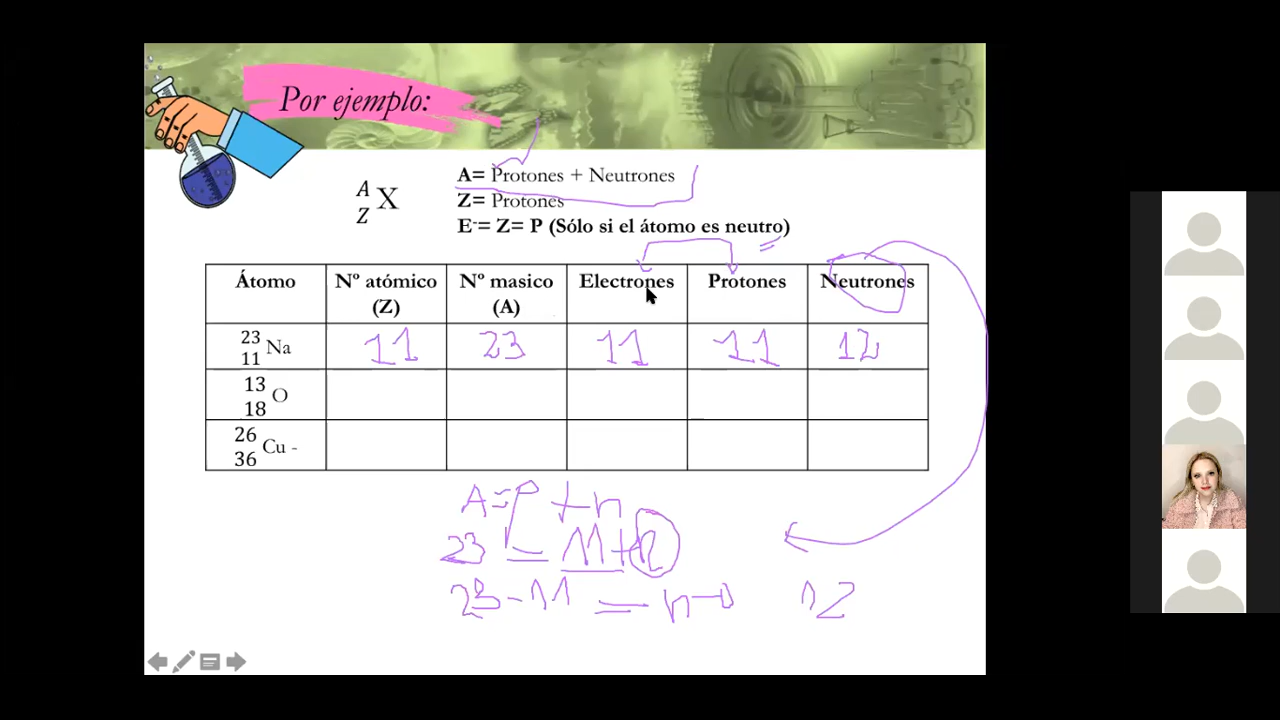 Por ejemplo:
A
Z X
A= Protones + Neutrones
Z= Protones
E-= Z= P (Sólo si el átomo es neutro)
Átomo Nº atómico (Z) Nº masico (A) Electrones Protones Neutrones
23
11 Na 11 23 11 11 12
13
18 O
26
36 Cu -
A=P +n
23 = 11+n
23-11 = n→ 12